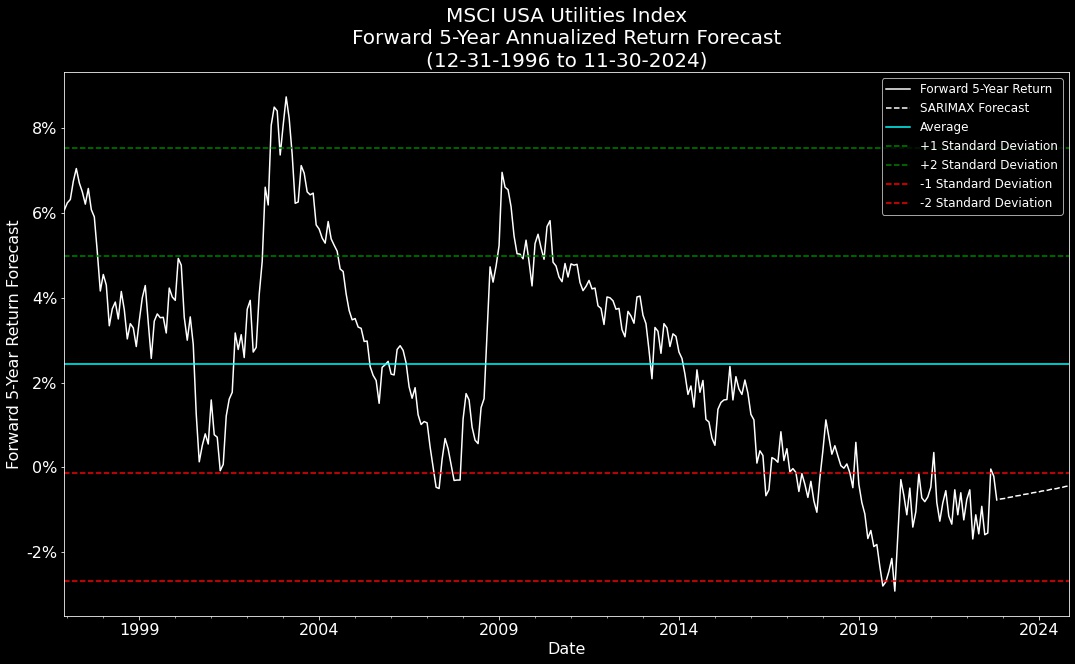 MSCI USA Utilities Index
Forward 5-Year Annualized Return Forecast
(12-31-1996 to 11-30-2024)
Forward 5-Year Return
SARIMAX Forecast
Average
+1 Standard Deviation
+2 Standard Deviation
-1 Standard Deviation
-2 Standard Deviation
Forward 5-Year Return Forecast
8%
6%
4%
2%
0%
-2%
1999
2004
2009
2014
2019
2024
Date